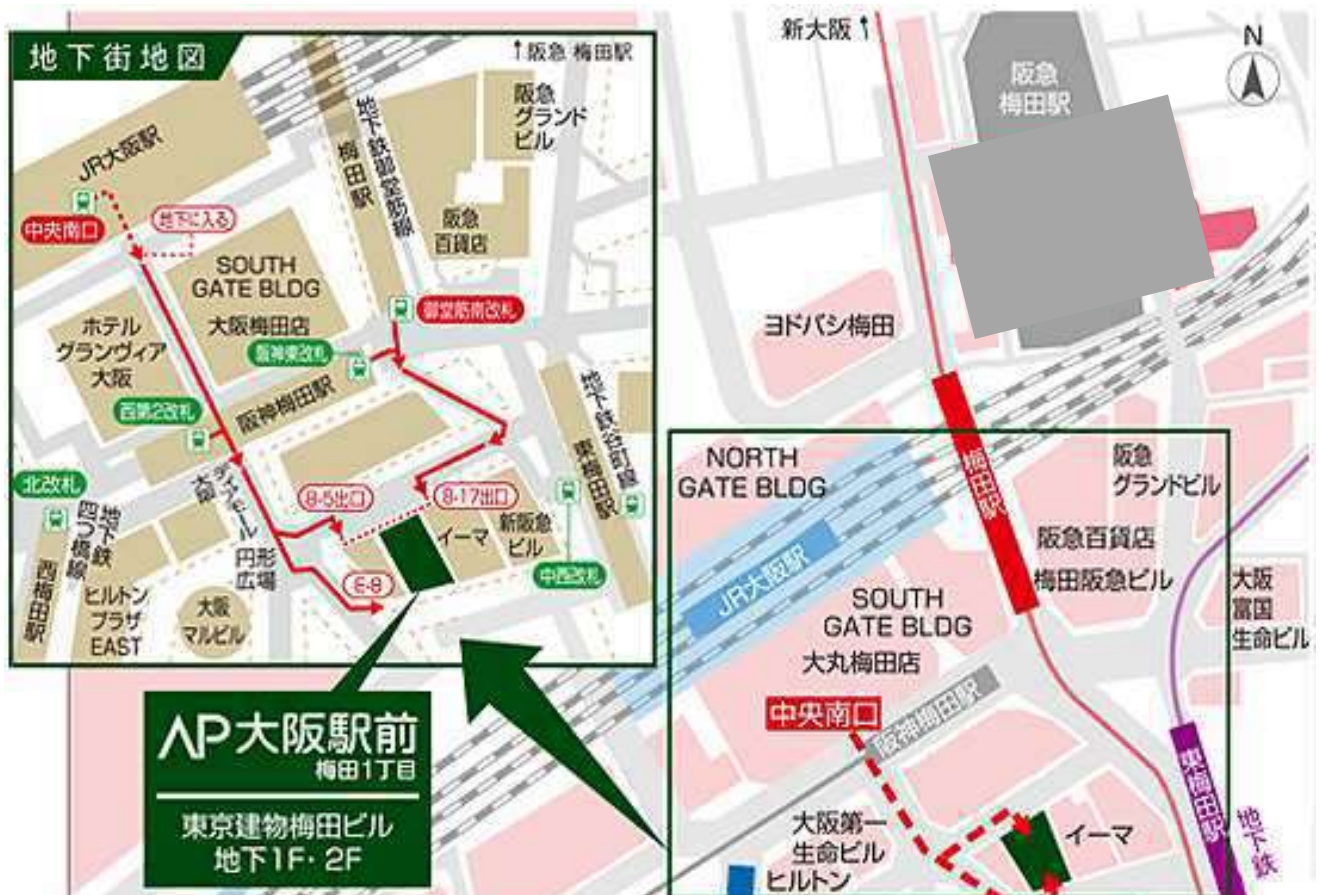 地下街地図
↑阪急 梅田駅
JR大阪駅
中央南口
地下に入る
梅田駅
地下鉄御堂筋線
阪急
グランド
ビル
阪急
百貨店
SOUTH
GATE BLDG
大阪梅田店
ホテル
グランヴィア
大阪
御堂筋南改札
阪神東改札
西第2改札
阪神梅田駅
北改札
地下鉄
四つ橋線
西梅田駅
大阪
ディアモール
円形
広場
8-5出口
8-17出口
E-8
イーマ
新阪急
ビル
中西改札
東梅田駅
ヒルトン
プラザ
EAST
大阪
マルビル
AP大阪駅前
梅田1丁目
東京建物梅田ビル
地下1F・2F
新大阪↑
N
阪急
梅田駅
ヨドバシ梅田
NORTH
GATE BLDG
梅田駅
阪急
グランドビル
JR大阪駅
阪急百貨店
梅田阪急ビル
SOUTH
GATE BLDG
大丸梅田店
大阪
富国
生命ビル
中央南口
阪神梅田駅
大阪第一
生命ビル
イーマ
東梅田駅
地下鉄
ヒルトン